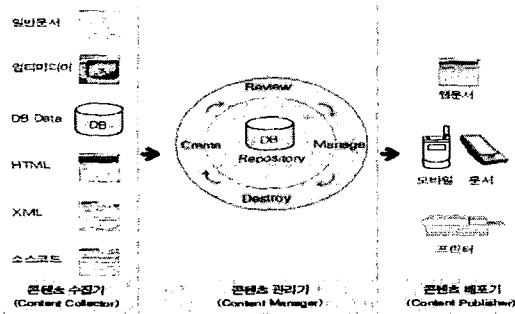 일반문서
멀티미디어
DB Data
DB
HTML
XML
소스코드
Review
Manage
Destroy
DB
Repository
웹문서
모바일
문서
프린터
콘텐츠 수집기
(Content Collector)
콘텐츠 관리기
(Content Manager)
콘텐츠 배포기
(Content Publisher)